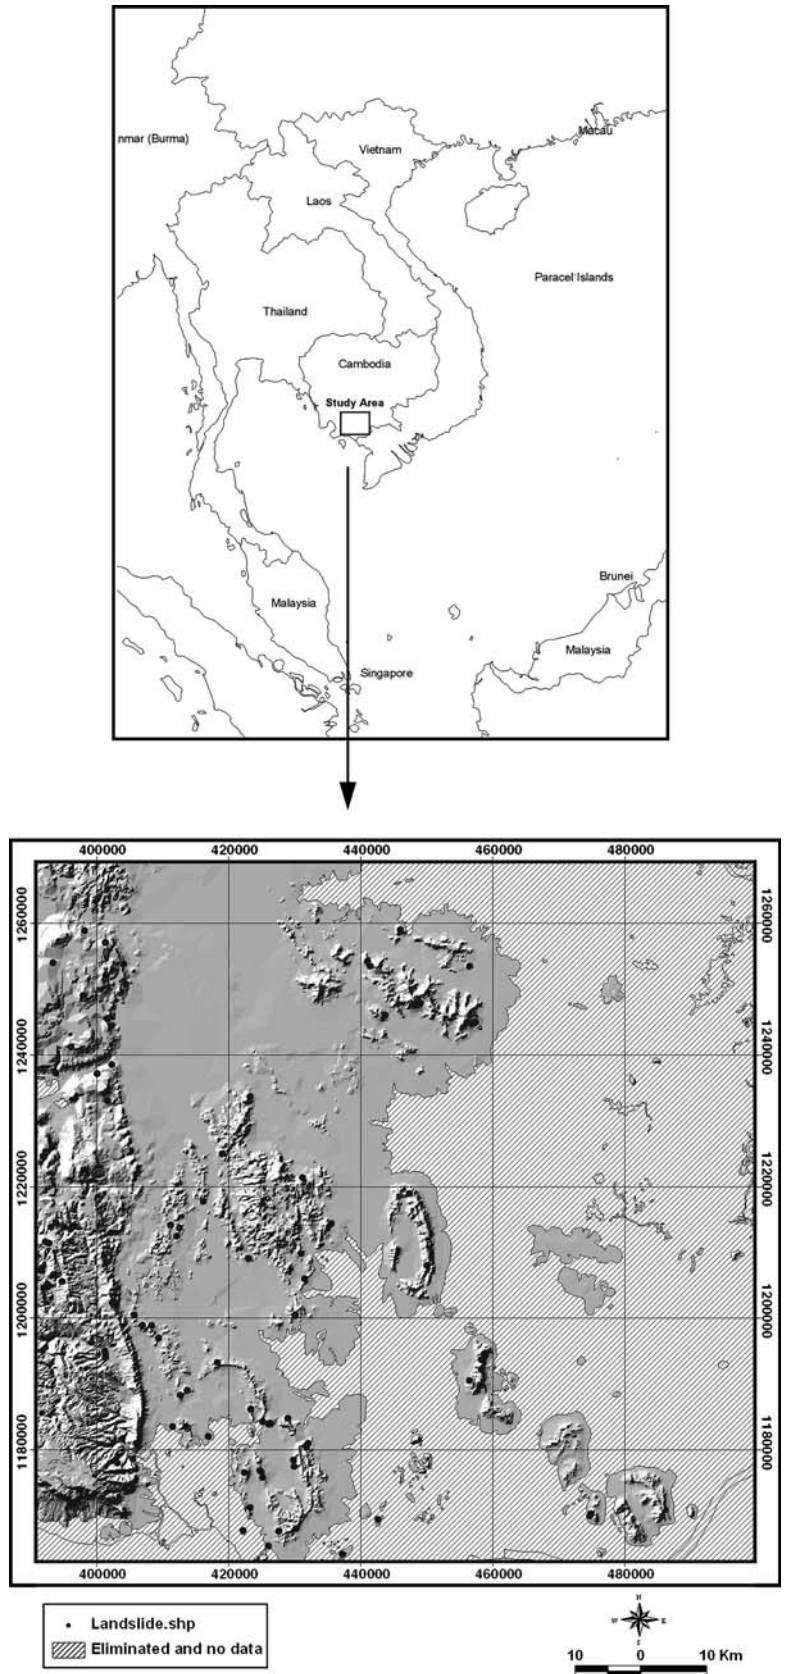 Macau
nmar (Burma)
Vietnam
Laos
Paracel Islands
Thailand
Cambodia
Study Area
Brunei
Malaysia
Malaysia
Singapore
400000 420000 440000 460000 480000
1260000 1260000
1240000 1240000
1220000 1220000
1200000 1200000
1180000 1180000
400000 420000 440000 460000 480000
Landslide.shp
Eliminated and no data
N
W E
S
10 0 10 Km